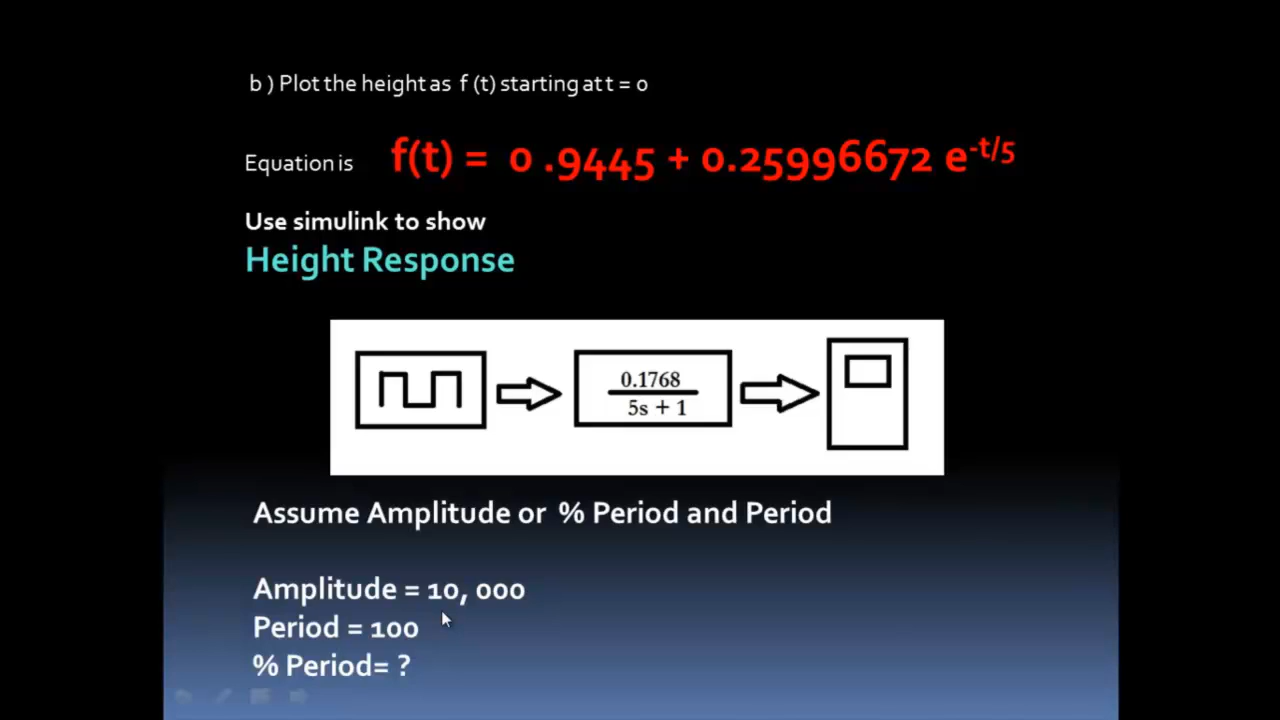 b ) Plot the height as f (t) starting at t = 0
Equation is f(t) = 0 .9445 + 0.25996672 e-t/5
Use simulink to show
Height Response
0.1768
5s + 1
Assume Amplitude or % Period and Period
Amplitude = 10, 000
Period = 100
% Period= ?